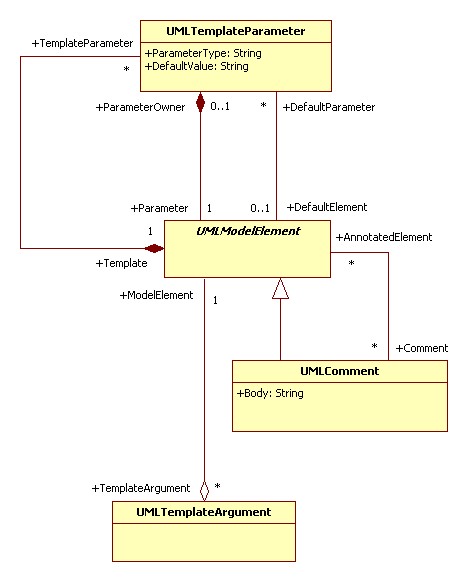 UMLTemplateParameter
+TemplateParameter
+ParameterType: String
*
+DefaultValue: String
+ParameterOwner
0..1
*
+DefaultParameter
+Parameter
1
0..1
+DefaultElement
1
UMLModelElement
+AnnotatedElement
+Template
*
+ModelElement
1
*
+Comment
UMLComment
+Body: String
+TemplateArgument
*
UMLTemplateArgument